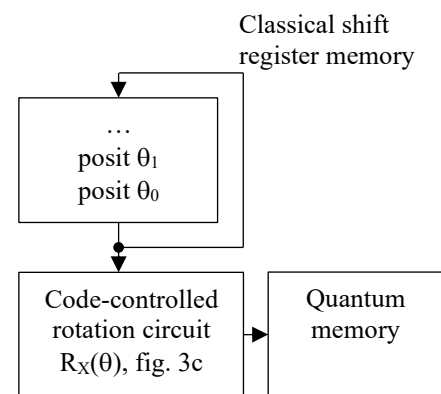 Classical shift
register memory
…
posit θ₁
posit θ₀
Code-controlled
rotation circuit
Rₓ(θ), fig. 3c
Quantum
memory